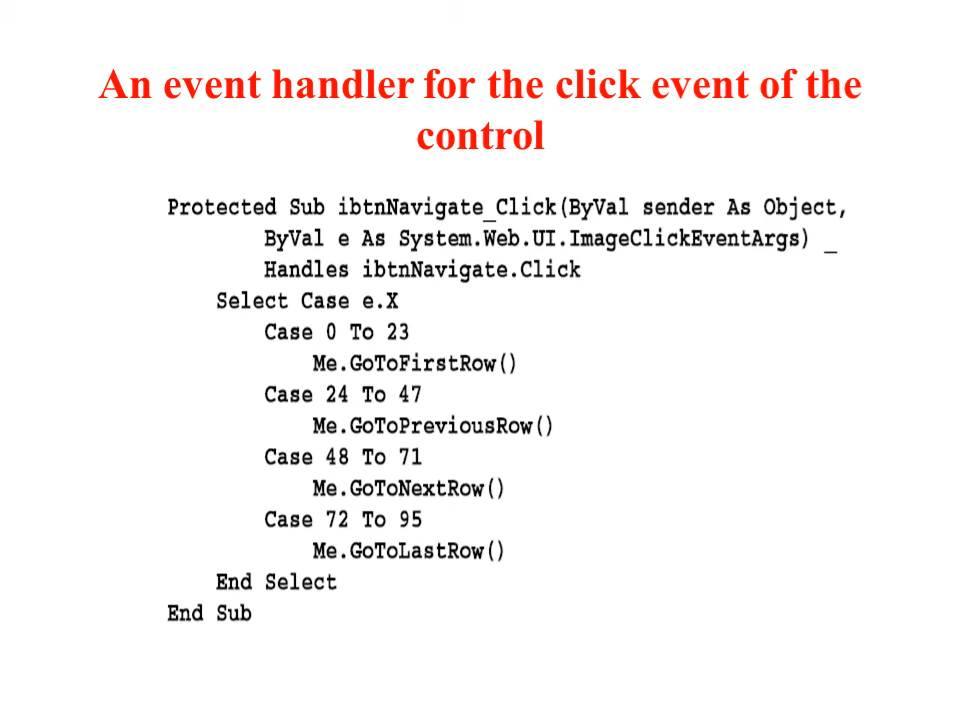 An event handler for the click event of the
control
Protected Sub ibtnNavigate_Click(ByVal sender As Object,
        ByVal e As System.Web.UI.ImageClickEventArgs) _
        Handles ibtnNavigate.Click
    Select Case e.X
        Case 0 To 23
            Me.GoToFirstRow()
        Case 24 To 47
            Me.GoToPreviousRow()
        Case 48 To 71
            Me.GoToNextRow()
        Case 72 To 95
            Me.GoToLastRow()
    End Select
End Sub